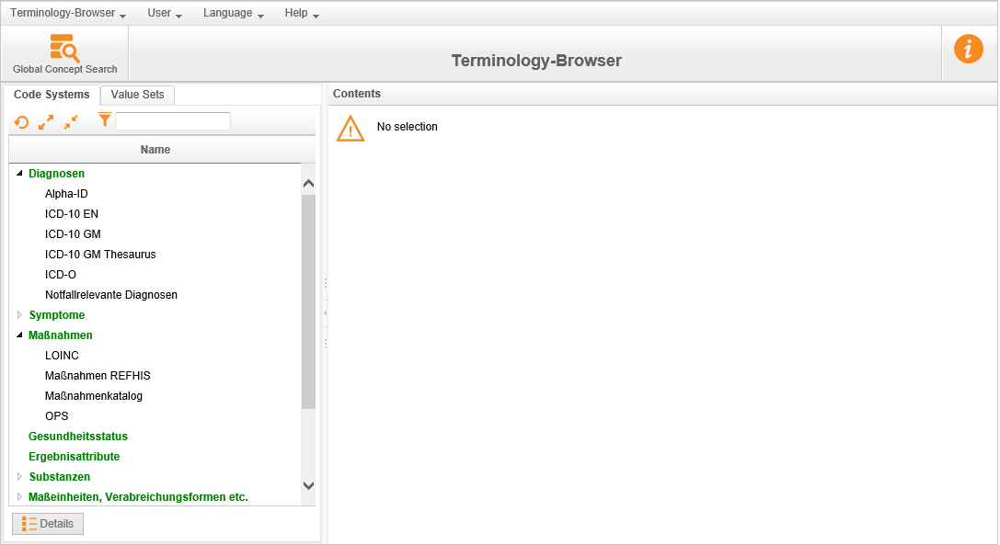 Terminology-Browser User Language Help
Global Concept Search
Terminology-Browser
Code Systems Value Sets
Contents
No selection
Name
Diagnosen
Alpha-ID
ICD-10 EN
ICD-10 GM
ICD-10 GM Thesaurus
ICD-O
Notfallrelevante Diagnosen
Symptome
Maßnahmen
LOINC
Maßnahmen REFHIS
Maßnahmenkatalog
OPS
Gesundheitsstatus
Ergebnisattribute
Substanzen
Maßeinheiten, Verabreichungsformen etc.
Details